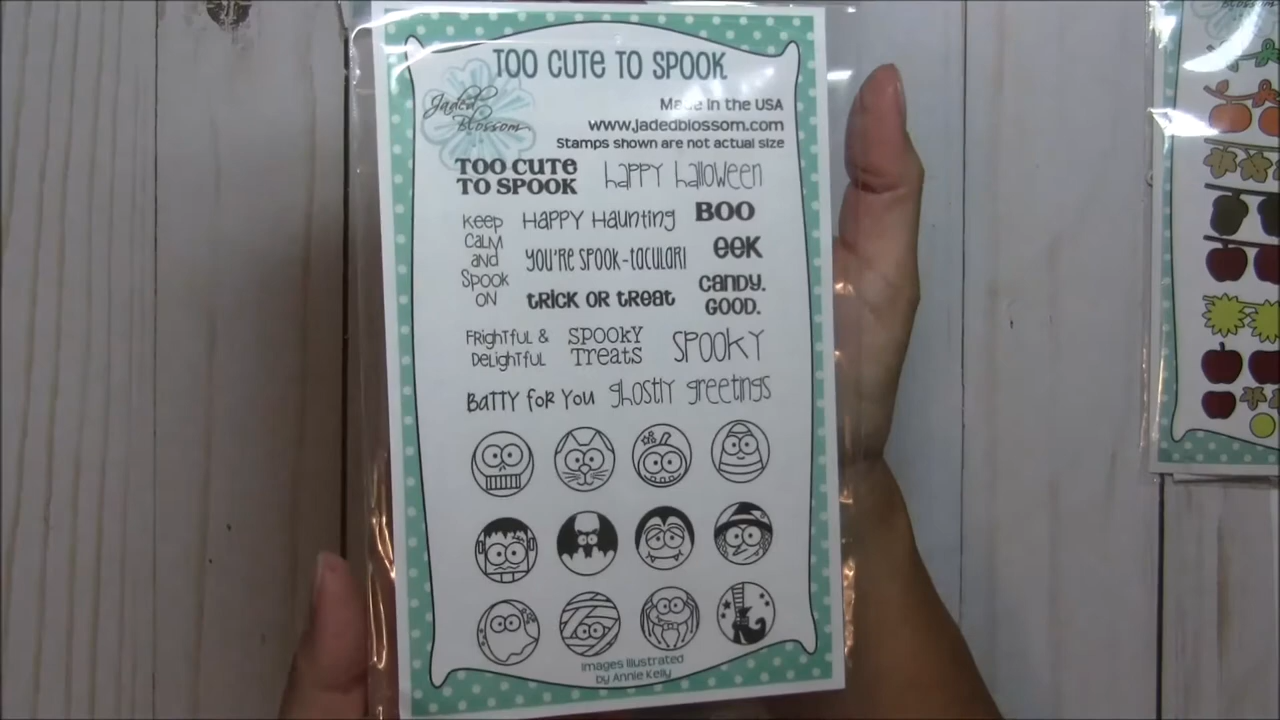 TOO CUTE TO SPOOK
Jaded
Blossom
Made in the USA
www.jadedblossom.com
Stamps shown are not actual size
TOO CUTE
TO SPOOK
happy halloween
Keep
CALM
and
Spook
ON
HAPPY Haunting
BOO
YOU'RE SPOOK-tacular!
eek
TRICK OR TREAT
CANDY.
GOOD.
FRIGHTFUL &
DELIGHTFUL
SPOOKY
TREATS
SPOOKY
BATTY FOR YOU
ghostly greetings
Images illustrated
by Annie Kelly
Blossom